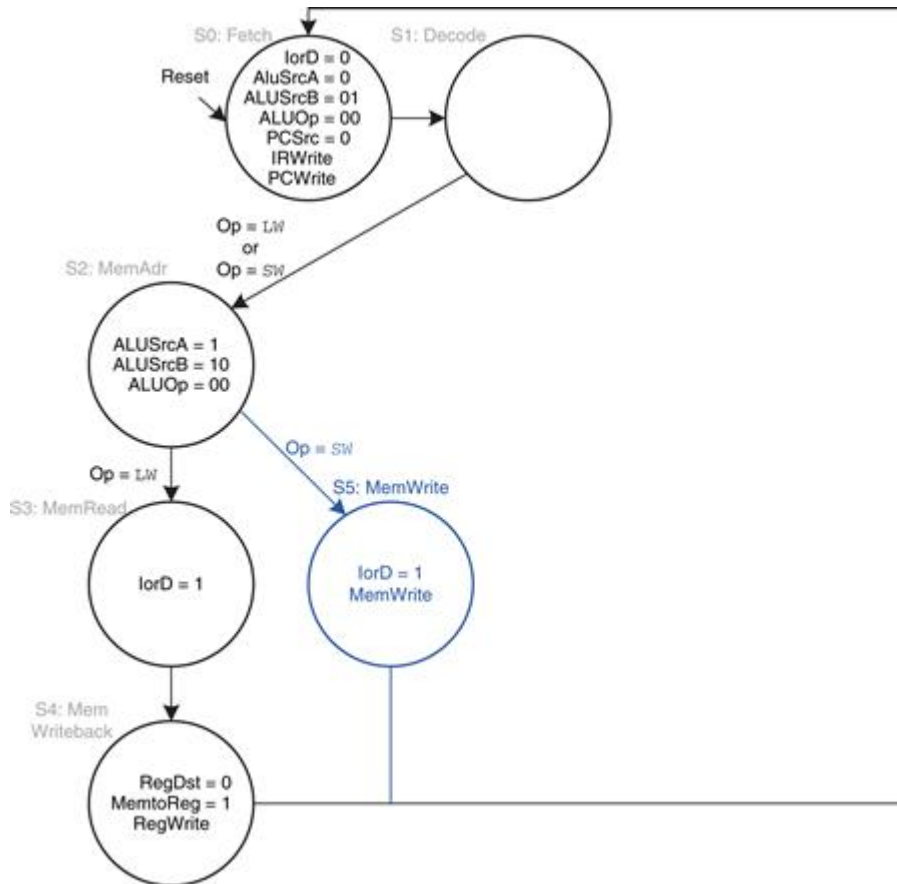 S0: Fetch
S1: Decode
Reset
IorD = 0
AluSrcA = 0
ALUSrcB = 01
ALUOp = 00
PCSrc = 0
IRWrite
PCWrite
Op = LW
or
Op = SW
S2: MemAdr
ALUSrcA = 1
ALUSrcB = 10
ALUOp = 00
Op = SW
Op = LW
S5: MemWrite
S3: MemRead
IorD = 1
IorD = 1
MemWrite
S4: Mem
Writeback
RegDst = 0
MemtoReg = 1
RegWrite